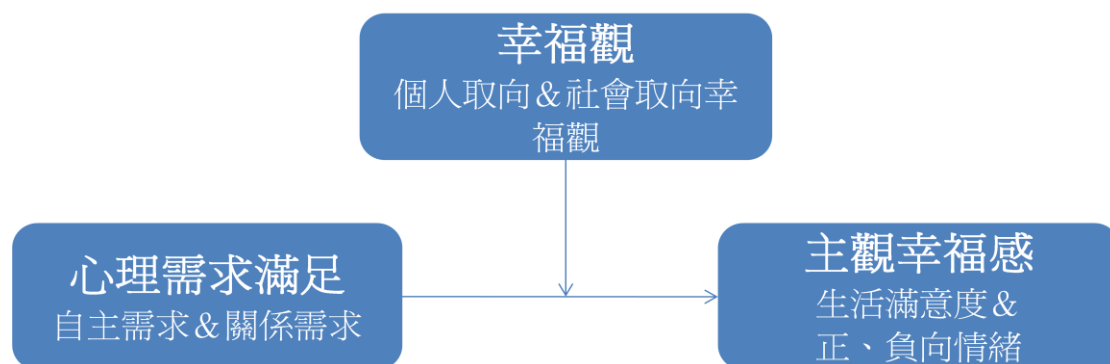 幸福觀
個人取向＆社會取向幸
福觀
心理需求滿足
自主需求＆關係需求
主觀幸福感
生活滿意度＆
正、負向情緒